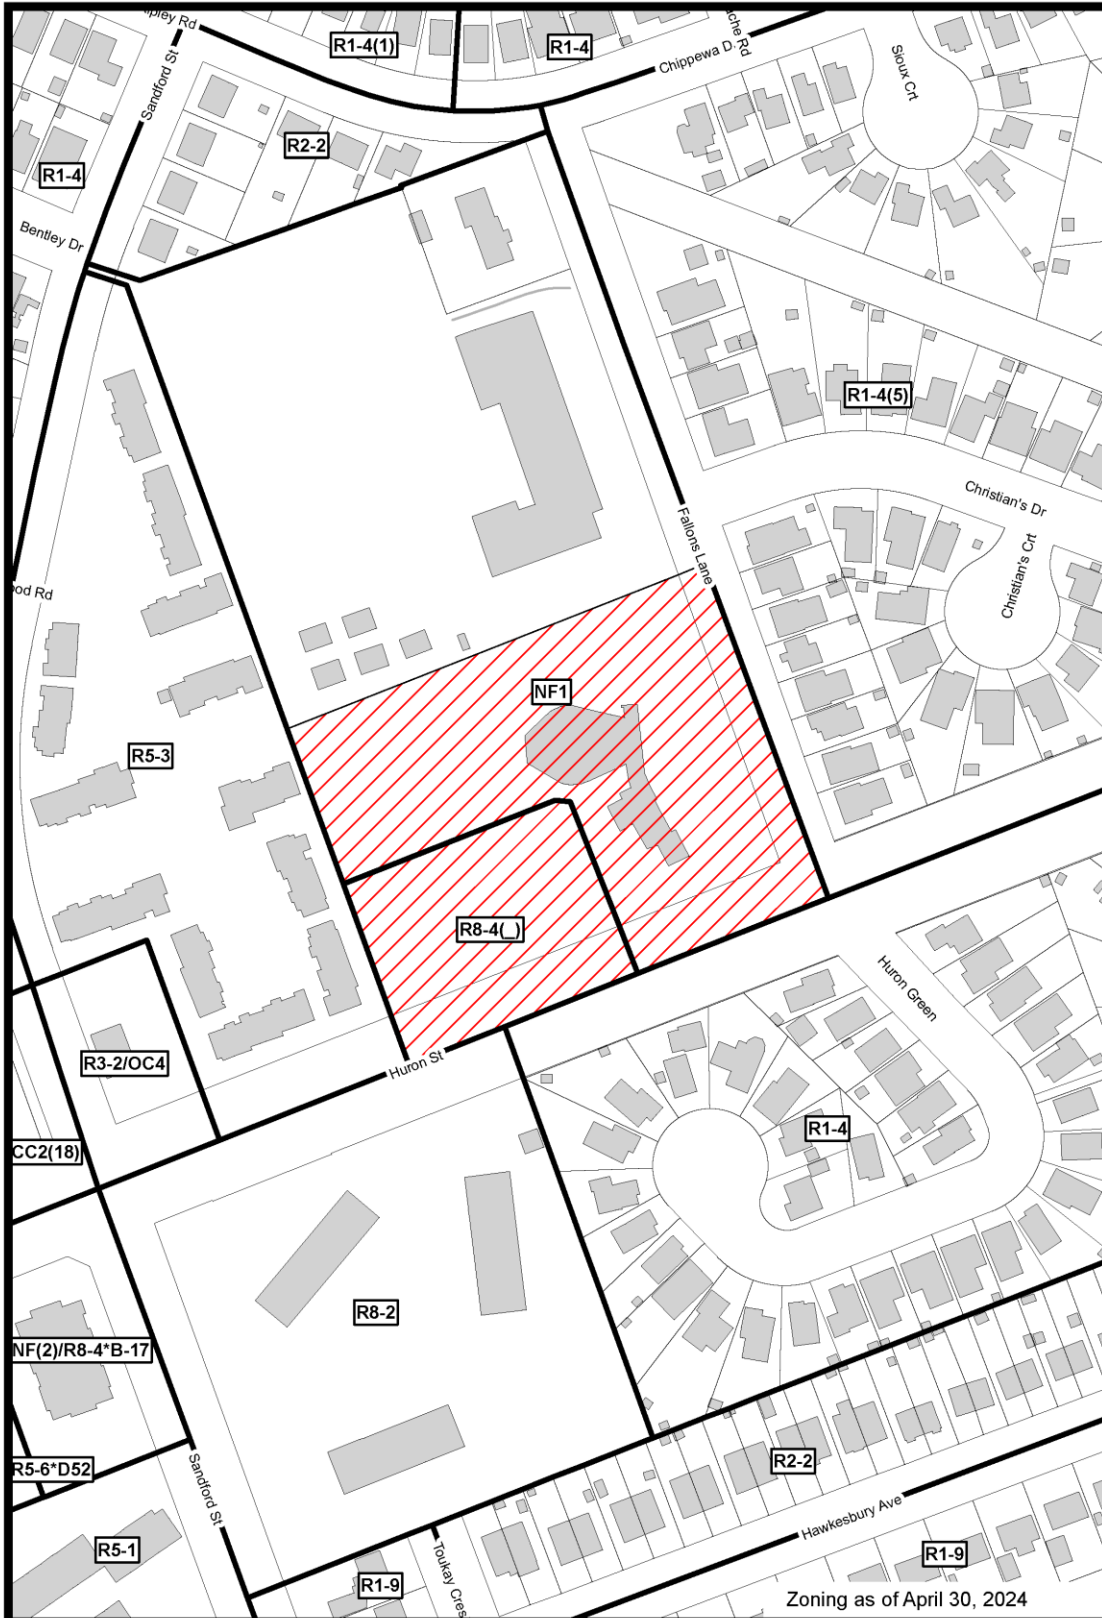 R1-4(1)
R1-4
Chippewa D
Sandford St
Sioux Crt
R2-2
R1-4
Bentley Dr
R1-4(5)
Christian's Dr
Fallons Lane
Christian's Crt
Rd
NF1
R5-3
R8-4(_)
Huron Green
Huron St
R3-2/OC4
R1-4
CC2(18)
R8-2
NF(2)/R8-4*B-17
R2-2
R5-6*D52
Sandford St
Hawkesbury Ave
R5-1
Toukay Cres
R1-9
R1-9
Zoning as of April 30, 2024